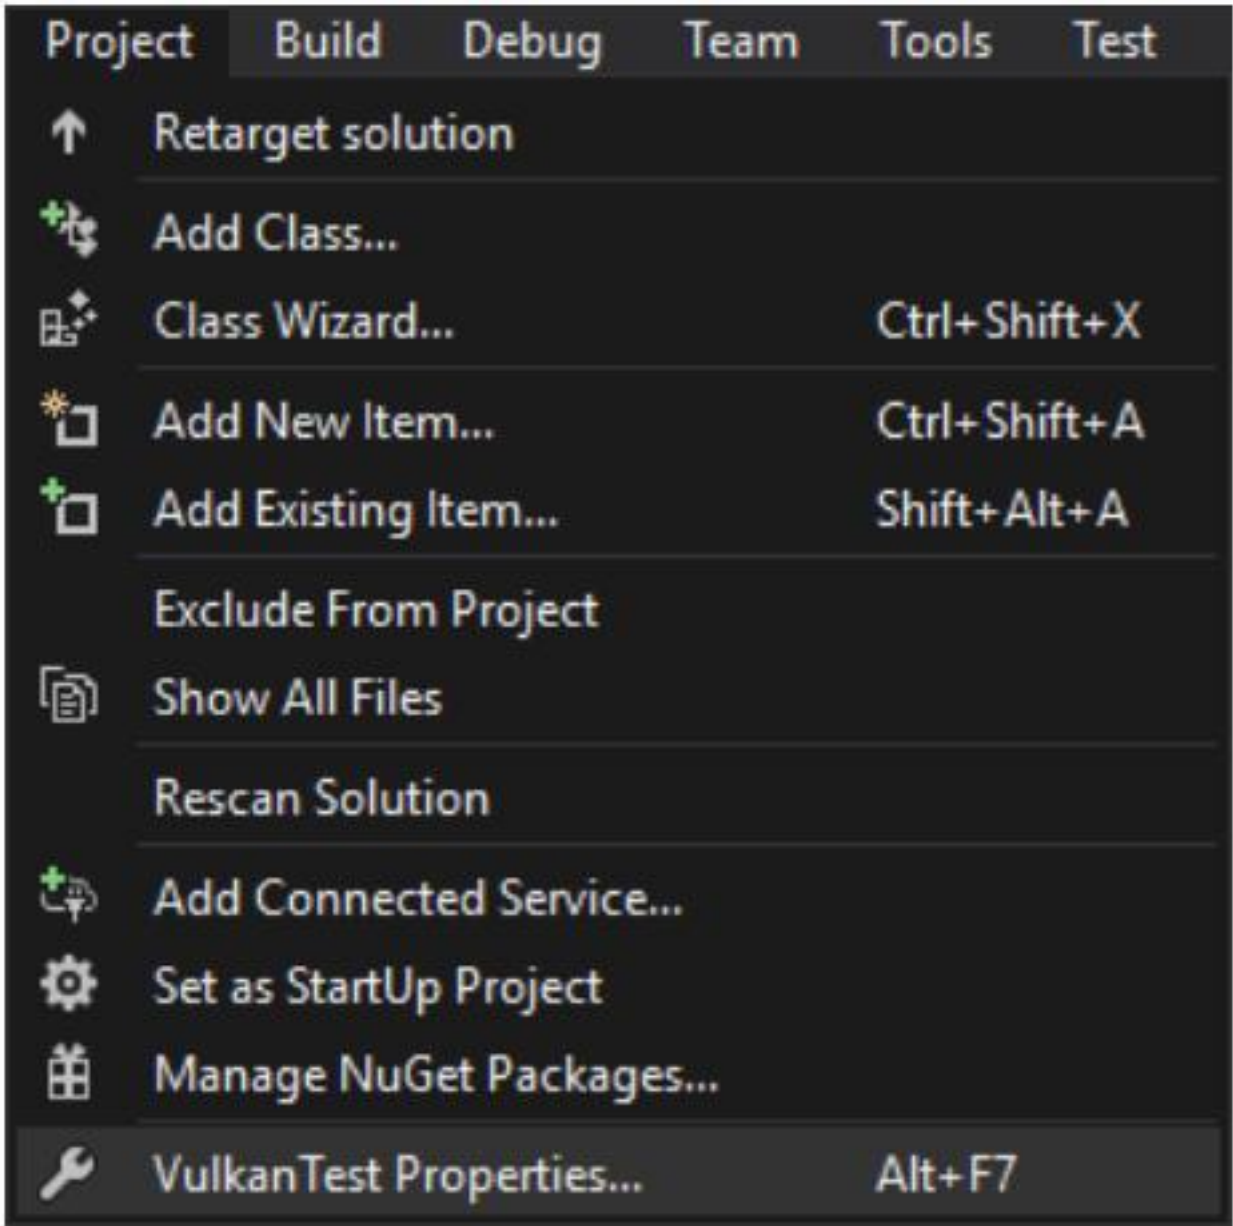 Project Build Debug Team Tools Test
Retarget solution
Add Class...
Class Wizard... Ctrl+Shift+X
Add New Item... Ctrl+Shift+A
Add Existing Item... Shift+Alt+A
Exclude From Project
Show All Files
Rescan Solution
Add Connected Service...
Set as StartUp Project
Manage NuGet Packages...
VulkanTest Properties... Alt+F7